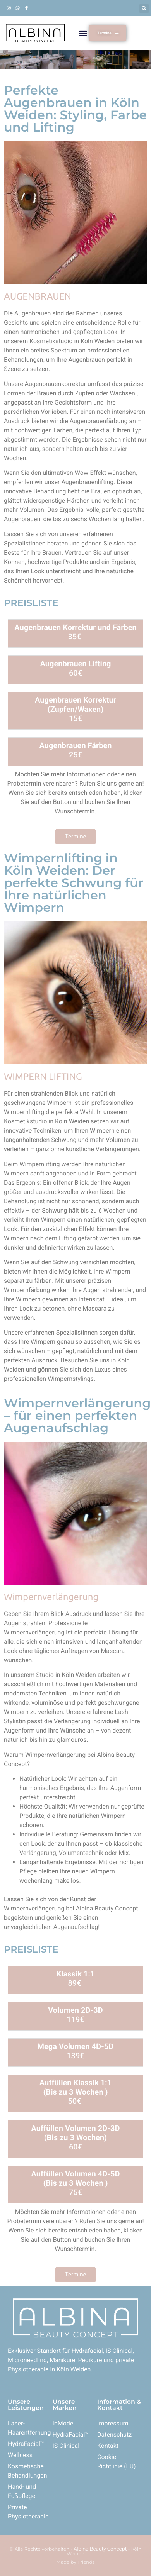 ALBINA
BEAUTY CONCEPT
Termine
Perfekte
Augenbrauen in Köln
Weiden: Styling, Farbe
und Lifting
AUGENBRAUEN
Die Augenbrauen sind der Rahmen unseres
Gesichts und spielen eine entscheidende Rolle für
einen harmonischen und gepflegten Look. In
unserem Kosmetikstudio in Köln Weiden bieten wir
Ihnen ein breites Spektrum an professionellen
Behandlungen, um Ihre Augenbrauen perfekt in
Szene zu setzen.
Unsere Augenbrauenkorrektur umfasst das präzise
Formen der Brauen durch Zupfen oder Waxen ,
angepasst an Ihre Gesichtsform und Ihre
persönlichen Vorlieben. Für einen noch intensiveren
Ausdruck empfiehlt sich die Augenbrauenfärbung an –
mit hochwertigen Farben, die perfekt auf Ihren Typ
abgestimmt werden. Die Ergebnisse sehen nicht nur
natürlich aus, sondern halten auch bis zu vier
Wochen.
Wenn Sie den ultimativen Wow-Effekt wünschen,
empfehlen wir unser Augenbrauenlifting. Diese
innovative Behandlung hebt die Brauen optisch an,
bändigt widerspenstige Härchen und verleiht ihnen
mehr Volumen. Das Ergebnis: volle, perfekt gestylte
Augenbrauen, die bis zu sechs Wochen lang halten.
Lassen Sie sich von unseren erfahrenen
Spezialistinnen beraten und gönnen Sie sich das
Beste für Ihre Brauen. Vertrauen Sie auf unser
Können, hochwertige Produkte und ein Ergebnis,
das Ihren Look unterstreicht und Ihre natürliche
Schönheit hervorhebt.
PREISLISTE
Augenbrauen Korrektur und Färben
35€
Augenbrauen Lifting
60€
Augenbrauen Korrektur
(Zupfen/Waxen)
15€
Augenbrauen Färben
25€
Möchten Sie mehr Informationen oder einen
Probetermin vereinbaren? Rufen Sie uns gerne an!
Wenn Sie sich bereits entschieden haben, klicken
Sie auf den Button und buchen Sie Ihren
Wunschtermin.
Termine
Wimpernlifting in
Köln Weiden: Der
perfekte Schwung für
Ihre natürlichen
Wimpern
WIMPERN LIFTING
Für einen strahlenden Blick und natürlich
geschwungene Wimpern ist ein professionelles
Wimpernlifting die perfekte Wahl. In unserem
Kosmetikstudio in Köln Weiden setzen wir auf
innovative Techniken, um Ihren Wimpern einen
langanhaltenden Schwung und mehr Volumen zu
verleihen – ganz ohne künstliche Verlängerungen.
Beim Wimpernlifting werden Ihre natürlichen
Wimpern sanft angehoben und in Form gebracht.
Das Ergebnis: Ein offener Blick, der Ihre Augen
größer und ausdrucksvoller wirken lässt. Die
Behandlung ist schonend, schmerzfrei und äußerst
effektiv – der Schwung hält bis zu 6 Wochen an und
verleiht Ihren Wimpern einen natürlichen, gepflegten
Look. Um die Wirkung zu perfektionieren, können die
Wimpern nach dem Lifting gefärbt werden, um sie
dunkler und definierter wirken zu lassen.
Wenn Sie auf den Schwung verzichten möchten,
bieten wir Ihnen die Möglichkeit, Ihre Wimpern
separat zu färben. Mit unserer präzisen
Wimpernfärbung wirken Ihre Augen strahlender, und
Ihre Wimpern gewinnen an Intensität – ideal, um
Ihren Look zu betonen, ohne Mascara zu
verwenden.
Unsere erfahrenen Spezialistinnen sorgen dafür,
dass Ihre Wimpern genau so aussehen, wie Sie es
sich wünschen – gepflegt, natürlich und mit dem
perfekten Ausdruck. Besuchen Sie uns in Köln
Weiden und gönnen Sie sich den Luxus eines
professionellen Wimpernstylings.
Wimpernverlängerung
– für einen perfekten
Augenaufschlag
Wimpernverlängerung
Geben Sie Ihrem Blick Ausdruck und lassen Sie Ihre
Augen strahlen! Professionelle
Wimpernverlängerung ist die perfekte Lösung für
alle, die sich einen intensiven und langanhaltenden
Look ohne tägliches Auftragen von Mascara
wünschen.
In unserem Studio in Köln Weiden arbeiten wir
ausschließlich mit hochwertigen Materialien und
modernsten Techniken, um Ihnen natürlich
wirkende, voluminöse und perfekt geschwungene
Wimpern zu verleihen. Unsere erfahrene Lash-
Stylistin passt die Verlängerung individuell an Ihre
Augenform und Ihre Wünsche an – von dezent
natürlich bis hin zu glamourös.
Warum Wimpernverlängerung bei Albina Beauty
Concept?
Natürlicher Look: Wir achten auf ein
harmonisches Ergebnis, das Ihre Augenform
perfekt unterstreicht.
Höchste Qualität: Wir verwenden nur geprüfte
Produkte, die Ihre natürlichen Wimpern
schonen.
Individuelle Beratung: Gemeinsam finden wir
den Look, der zu Ihnen passt – ob klassische
Verlängerung, Volumentechnik oder Mix.
Langanhaltende Ergebnisse: Mit der richtigen
Pflege bleiben Ihre neuen Wimpern
wochenlang makellos.
Lassen Sie sich von der Kunst der
Wimpernverlängerung bei Albina Beauty Concept
begeistern und genießen Sie einen
unvergleichlichen Augenaufschlag!
PREISLISTE
Klassik 1:1
89€
Volumen 2D-3D
119€
Mega Volumen 4D-5D
139€
Auffüllen Klassik 1:1
(Bis zu 3 Wochen )
50€
Auffüllen Volumen 2D-3D
(Bis zu 3 Wochen)
60€
Auffüllen Volumen 4D-5D
(Bis zu 3 Wochen )
75€
Möchten Sie mehr Informationen oder einen
Probetermin vereinbaren? Rufen Sie uns gerne an!
Wenn Sie sich bereits entschieden haben, klicken
Sie auf den Button und buchen Sie Ihren
Wunschtermin.
Termine
ALBINA
BEAUTY CONCEPT
Exklusiver Standort für Hydrafacial, IS Clinical,
Microneedling, Maniküre, Pediküre und private
Physiotherapie in Köln Weiden.
Unsere
Leistungen
Laser-
Haarentfernung
HydraFacial™
Wellness
Kosmetische
Behandlungen
Hand- und
Fußpflege
Private
Physiotherapie
Unsere
Marken
InMode
HydraFacial™
IS Clinical
Information &
Kontakt
Impressum
Datenschutz
Kontakt
Cookie
Richtlinie (EU)